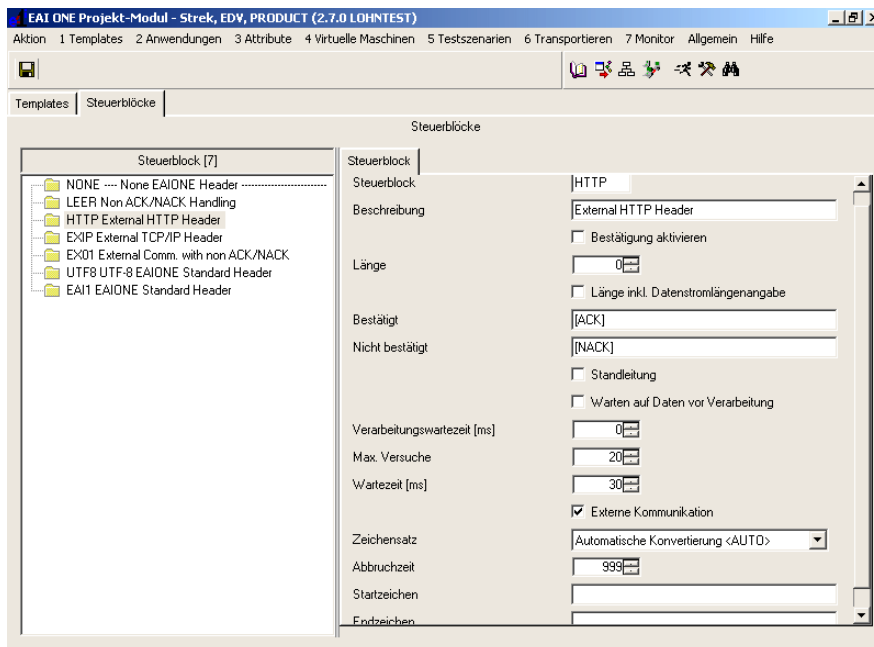 EAI ONE Projekt-Modul - Strek, EDV, PRODUCT (2.7.0 LOHNTEST)
Aktion 1 Templates 2 Anwendungen 3 Attribute 4 Virtuelle Maschinen 5 Testszenarien 6 Transportieren 7 Monitor Allgemein Hilfe
Templates Steuerblöcke
Steuerblöcke
Steuerblock [7]
NONE ---- None EAIONE Header -------------------------
LEER Non ACK/NACK Handling
HTTP External HTTP Header
EXIP External TCP/IP Header
EX01 External Comm. with non ACK/NACK
UTF8 UTF-8 EAIONE Standard Header
EAI1 EAIONE Standard Header
Steuerblock
Steuerblock HTTP
Beschreibung External HTTP Header
Bestätigung aktivieren
Länge 0
Länge inkl. Datenstromlängenangabe
Bestätigt [ACK]
Nicht bestätigt [NACK]
Standleitung
Warten auf Daten vor Verarbeitung
Verarbeitungswartezeit [ms] 0
Max. Versuche 20
Wartezeit [ms] 30
Externe Kommunikation
Zeichensatz Automatische Konvertierung <AUTO>
Abbruchzeit 999
Startzeichen
Endzeichen